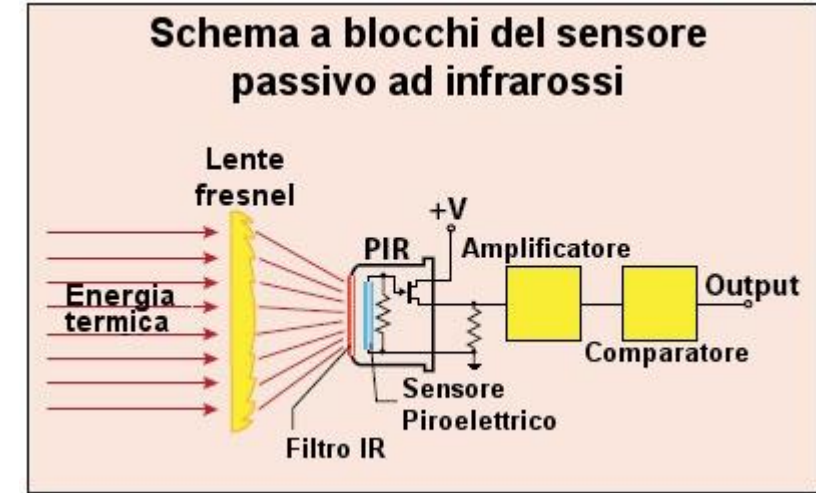 Schema a blocchi del sensore
passivo ad infrarossi
Lente
fresnel
+V
PIR
Amplificatore
Energia
termica
Output
Comparatore
Sensore
Piroelettrico
Filtro IR